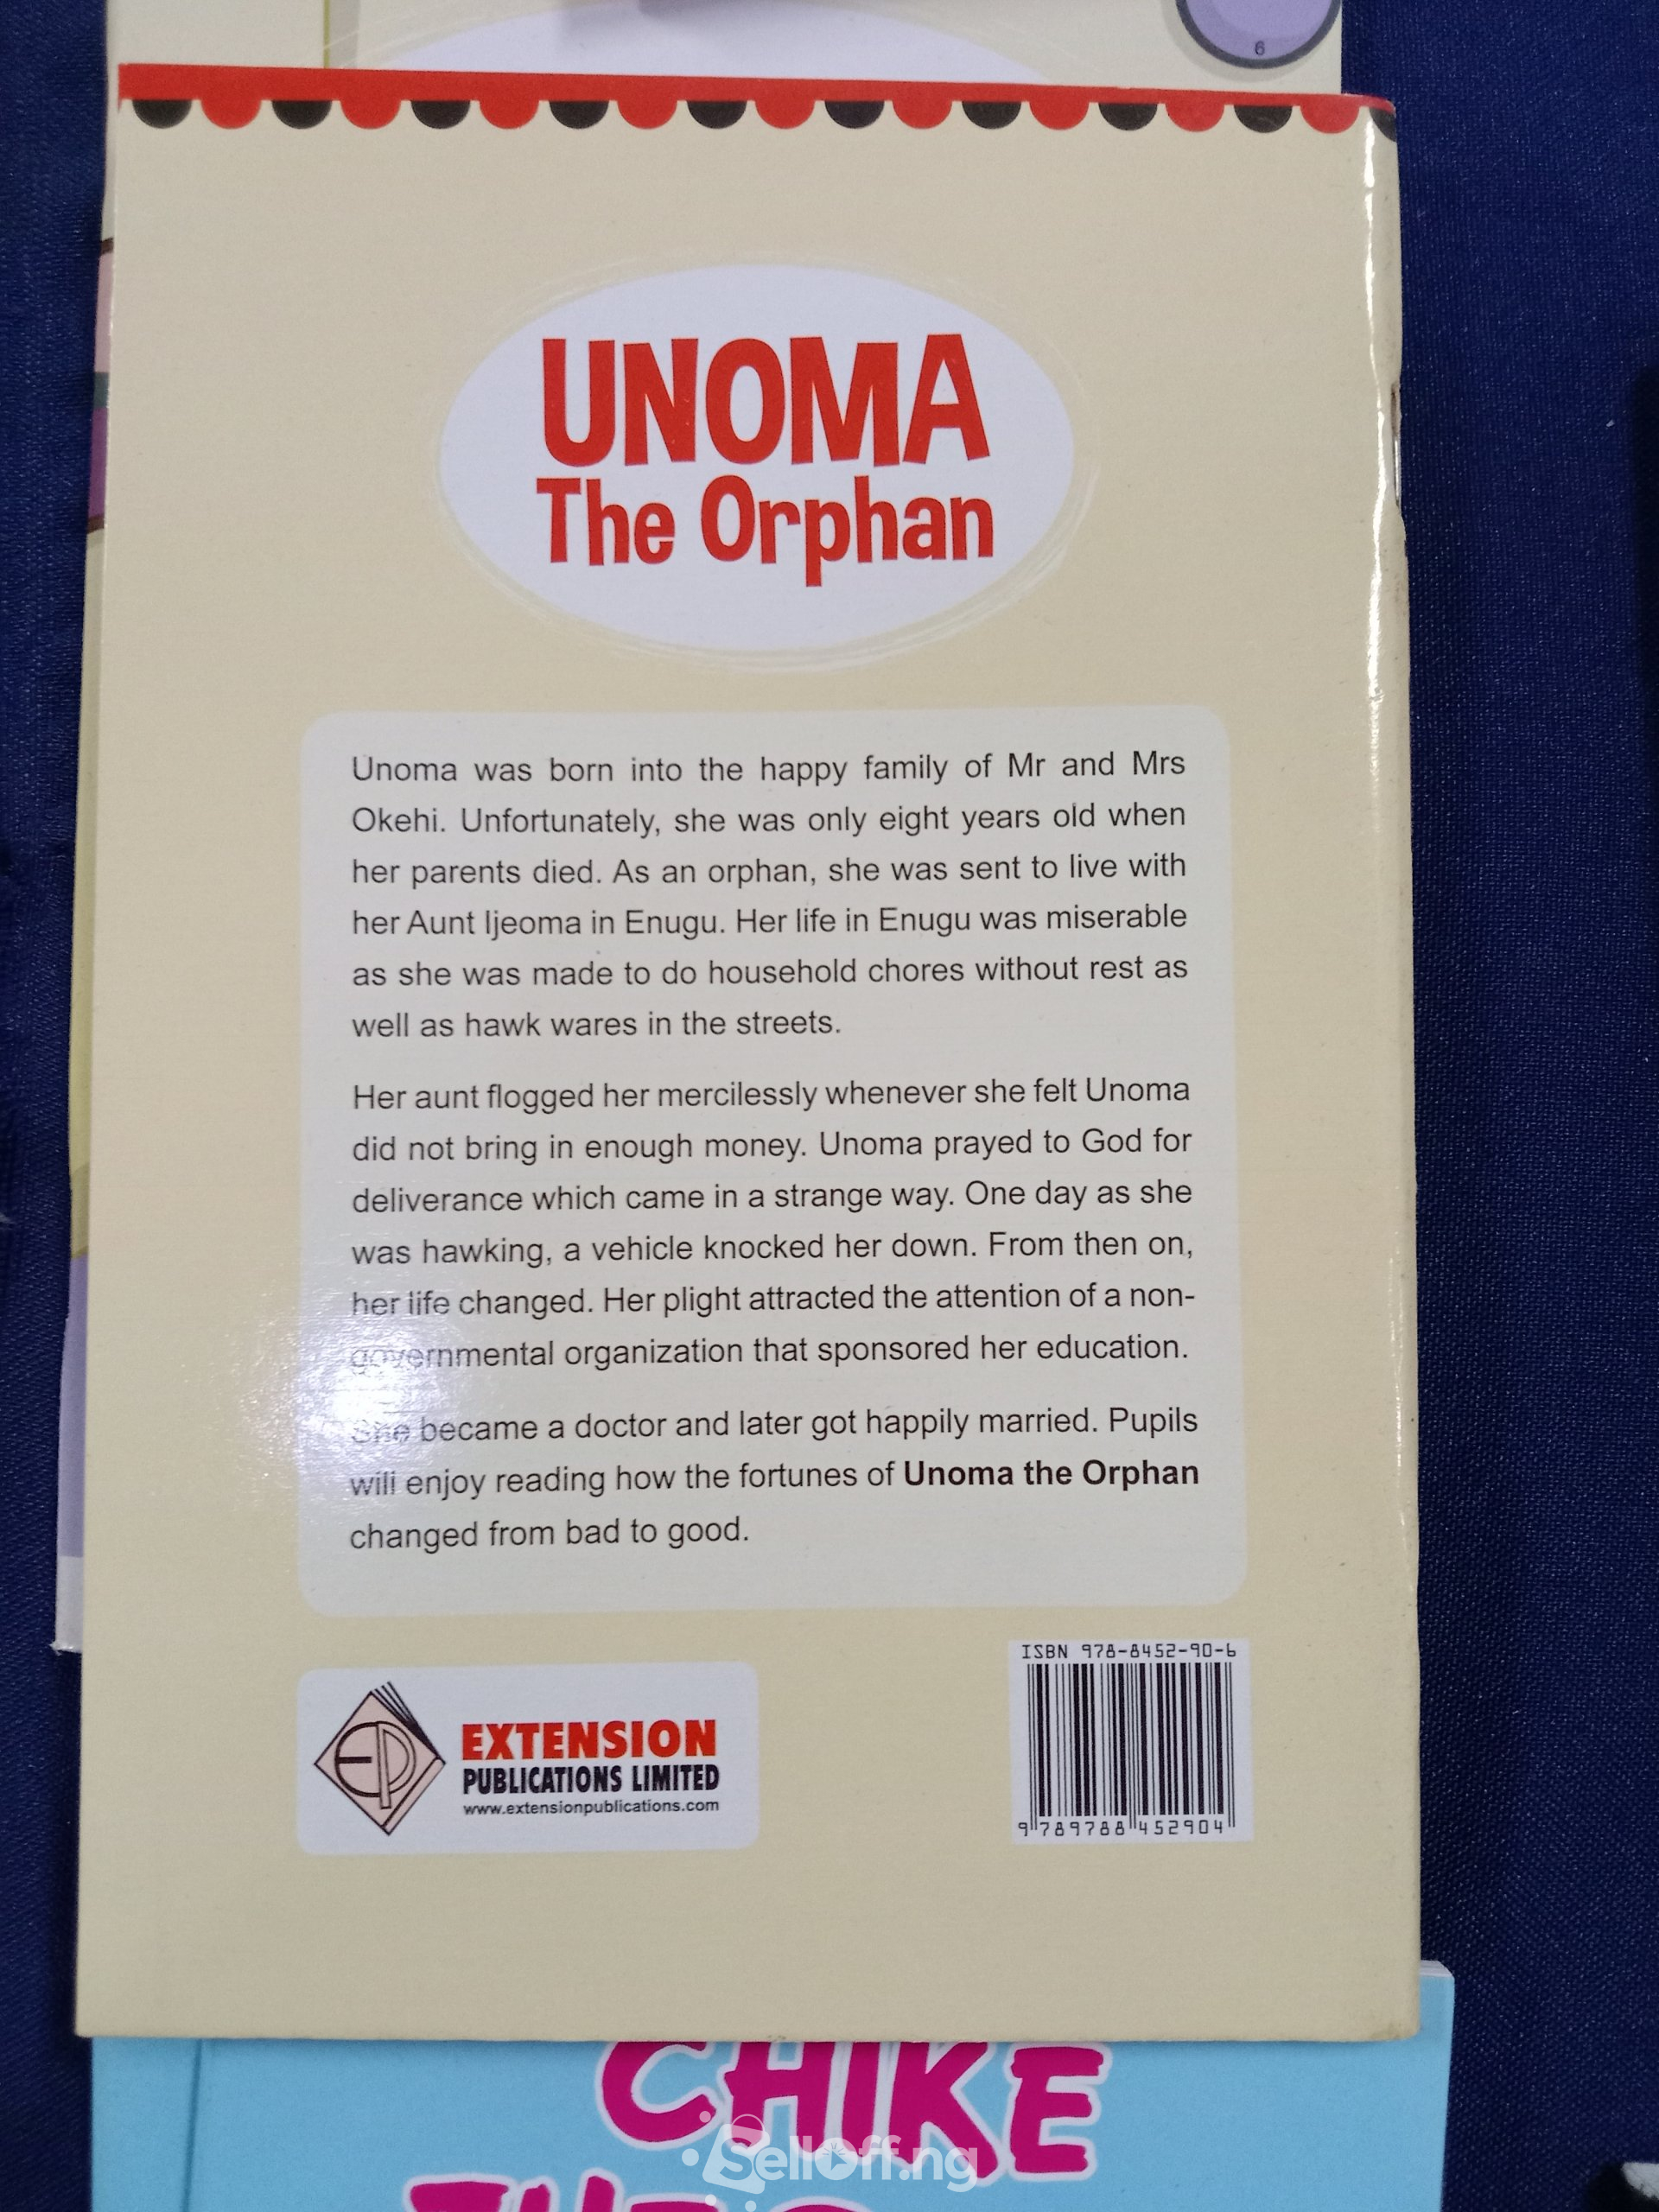 6
UNOMA
The Orphan
Unoma was born into the happy family of Mr and Mrs
Okehi. Unfortunately, she was only eight years old when
her parents died. As an orphan, she was sent to live with
her Aunt Ijeoma in Enugu. Her life in Enugu was miserable
as she was made to do household chores without rest as
well as hawk wares in the streets.
Her aunt flogged her mercilessly whenever she felt Unoma
did not bring in enough money. Unoma prayed to God for
deliverance which came in a strange way. One day as she
was hawking, a vehicle knocked her down. From then on,
her life changed. Her plight attracted the attention of a non-
governmental organization that sponsored her education.
She became a doctor and later got happily married. Pupils
will enjoy reading how the fortunes of Unoma the Orphan
changed from bad to good.
ISBN 978-8452-90-6
EP
EXTENSION
PUBLICATIONS LIMITED
www.extensionpublications.com
9 789788 452904
CHIKE
SellOff.ng